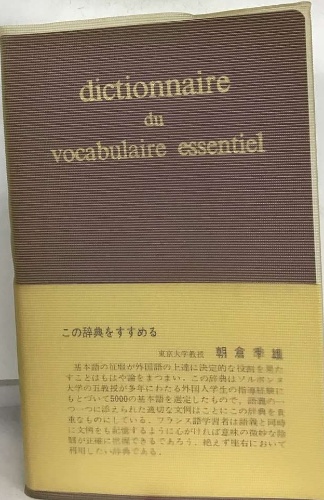 dictionnaire
du
vocabulaire essentiel
この辞典をすすめる
東京大学教授 朝倉季雄
基本語の征服が外国語の上達に決定的な役割を果た
すことはもはや論をまつまい。この辞典はソルボンヌ
大学の五教授が多年にわたる外国人学生の指導経験に
もとづいて5000の基本語を選定したもので、語義の一
つ一つに添えられた適切な文例はことにこの辞典を貴
重なものにしている。フランス語学習者は語義と同時
に文例をも記憶するように心がければ意味の微妙な陰
影が正確に把握できるであろう。絶えず座右において
利用したい辞典である。